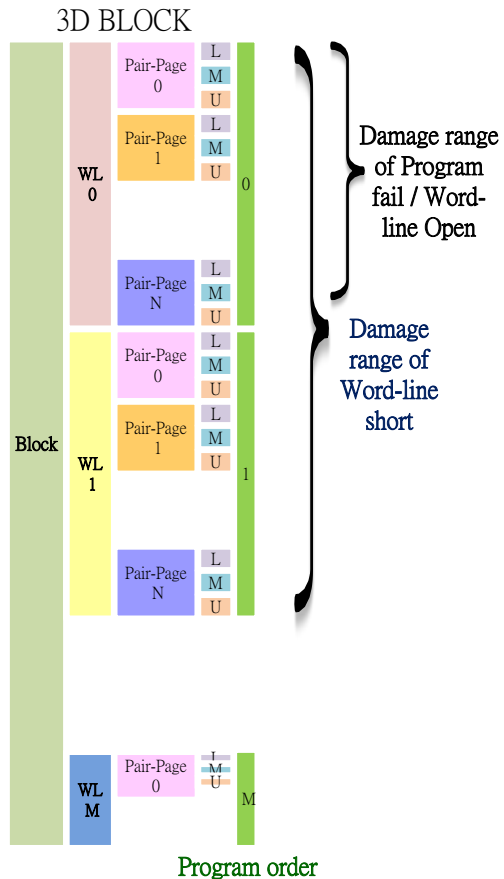 3D BLOCK
Block
WL
0
Pair-Page
0
L
M
U
Pair-Page
1
L
M
U
Pair-Page
N
L
M
U
0
WL
1
Pair-Page
0
L
M
U
Pair-Page
1
L
M
U
Pair-Page
N
L
M
U
1
WL
M
Pair-Page
0
L
M
U
M
Damage range
of Program
fail / Word-
line Open
Damage
range of
Word-line
short
Program order